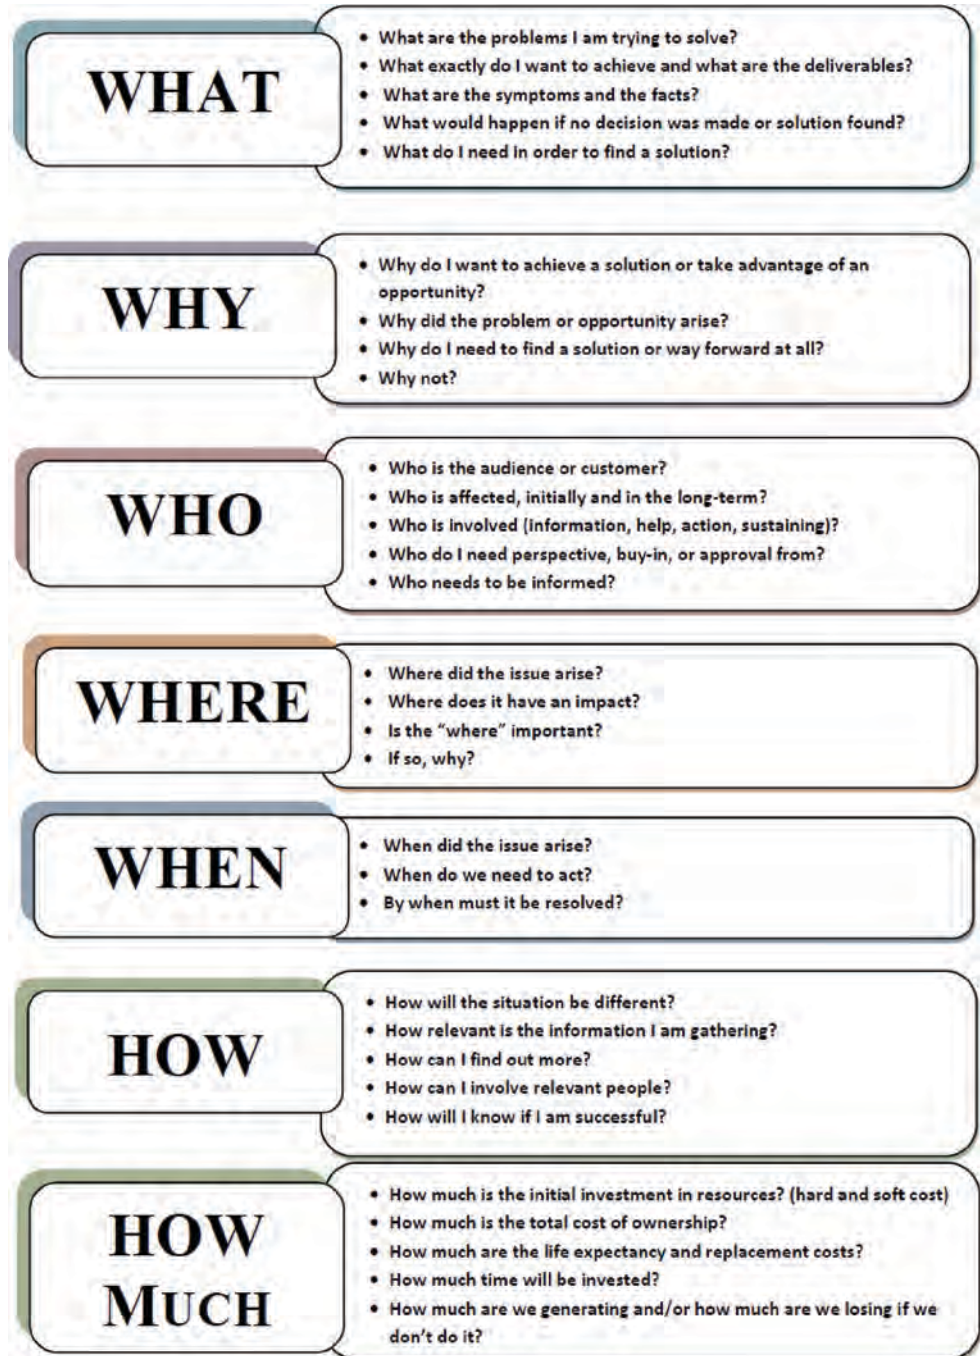 WHAT
• What are the problems I am trying to solve?
• What exactly do I want to achieve and what are the deliverables?
• What are the symptoms and the facts?
• What would happen if no decision was made or solution found?
• What do I need in order to find a solution?
WHY
• Why do I want to achieve a solution or take advantage of an
opportunity?
• Why did the problem or opportunity arise?
• Why do I need to find a solution or way forward at all?
• Why not?
WHO
• Who is the audience or customer?
• Who is affected, initially and in the long-term?
• Who is involved (information, help, action, sustaining)?
• Who do I need perspective, buy-in, or approval from?
• Who needs to be informed?
WHERE
• Where did the issue arise?
• Where does it have an impact?
• Is the “where” important?
• If so, why?
WHEN
• When did the issue arise?
• When do we need to act?
• By when must it be resolved?
HOW
• How will the situation be different?
• How relevant is the information I am gathering?
• How can I find out more?
• How can I involve relevant people?
• How will I know if I am successful?
HOW
MUCH
• How much is the initial investment in resources? (hard and soft cost)
• How much is the total cost of ownership?
• How much are the life expectancy and replacement costs?
• How much time will be invested?
• How much are we generating and/or how much are we losing if we
don’t do it?